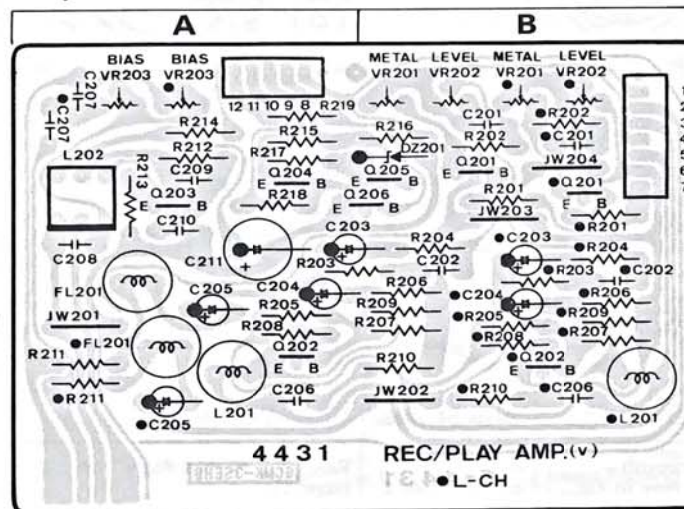 A B
BIAS VR203 ●BIAS VR203 METAL VR201 LEVEL VR202 ●METAL VR201 ●LEVEL VR202
●C207
C207
12 11 10 9 8 R219
R214 R215 R216 C201 R202 ●R202
L202 R212 R217 DZ201 ●C201
R213 C209 Q204 Q205 Q201 JW204
Q203 E B E B E B ●Q201
E B R218 Q206 R201 E B
C210 E B JW203 ●R201
C208 C211 C203 R204 ●C203 ●R204
R203 C202 ●R203 ●C202
FL201 C205 C204 R206 ●C204 ●R206
JW201 R205 R209 ●R205 ●R209
●FL201 R208 R207 ●R208 ●R207
R211 Q202 R210 ●Q202
E B E B
●R211 L201 C206 JW202 ●R210 ●C206
●C205 ●L201
4431 REC/PLAY AMP.(v)
●L-CH